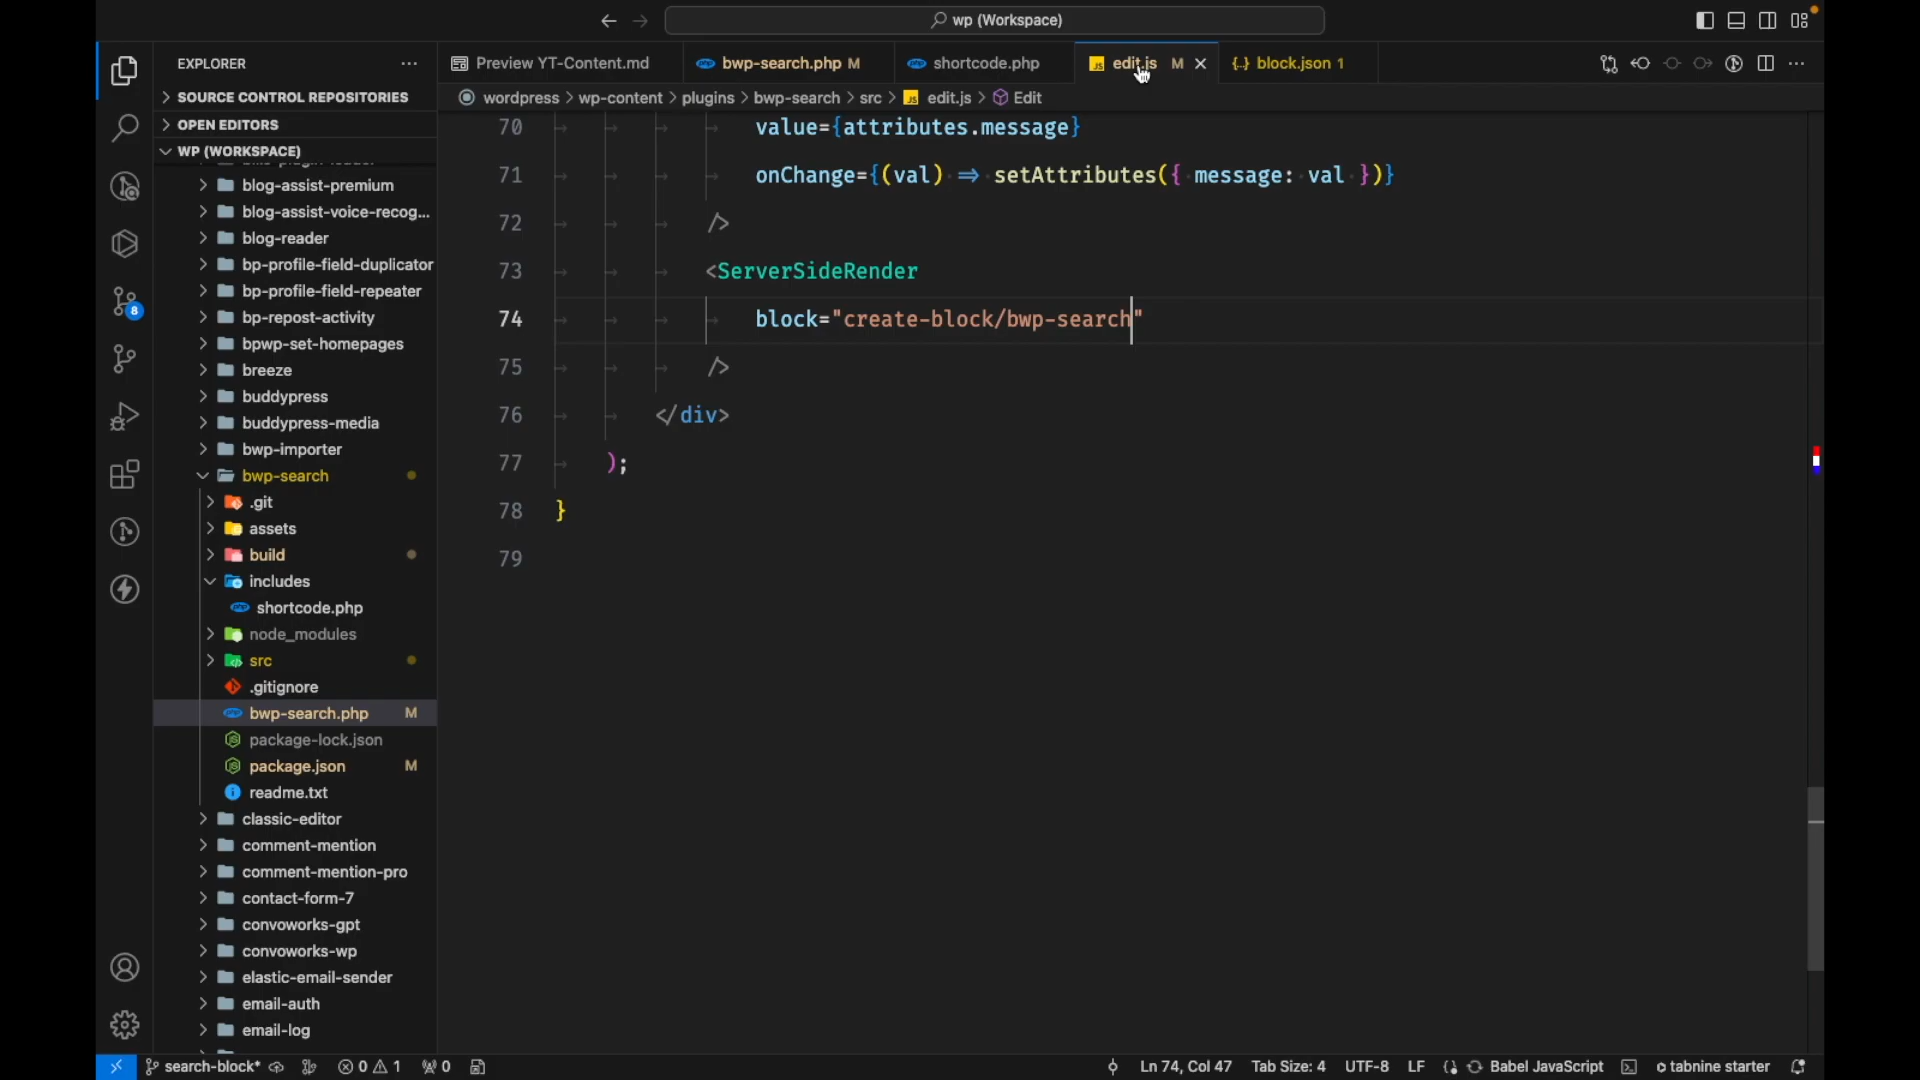 wp (Workspace)
EXPLORER
Preview YT-Content.md
bwp-search.php M
shortcode.php
edit.js M
block.json 1
SOURCE CONTROL REPOSITORIES
wordpress > wp-content > plugins > bwp-search > src > edit.js > Edit
OPEN EDITORS
WP (WORKSPACE)
blog-assist-premium
blog-assist-voice-recog...
blog-reader
bp-profile-field-duplicator
bp-profile-field-repeater
bp-repost-activity
bpwp-set-homepages
breeze
buddypress
buddypress-media
bwp-importer
bwp-search
.git
assets
build
includes
shortcode.php
node_modules
src
.gitignore
bwp-search.php M
package-lock.json
package.json M
readme.txt
classic-editor
comment-mention
comment-mention-pro
contact-form-7
convoworks-gpt
convoworks-wp
elastic-email-sender
email-auth
email-log
8
70 value={attributes.message}
71 onChange={(val) => setAttributes({ message: val })}
72 />
73 <ServerSideRender
74 block="create-block/bwp-search"
75 />
76 </div>
77 );
78 }
79
search-block* 0 1 0
Ln 74, Col 47 Tab Size: 4 UTF-8 LF Babel JavaScript tabnine starter